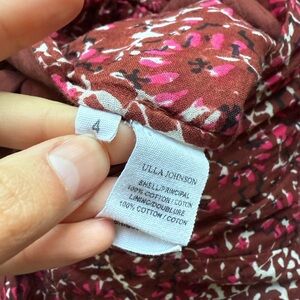 4
ULLA JOHNSON
SHELL/PRINCIPAL
100% COTTON/COTON
LINING/DOUBLURE
100% COTTON/COTON